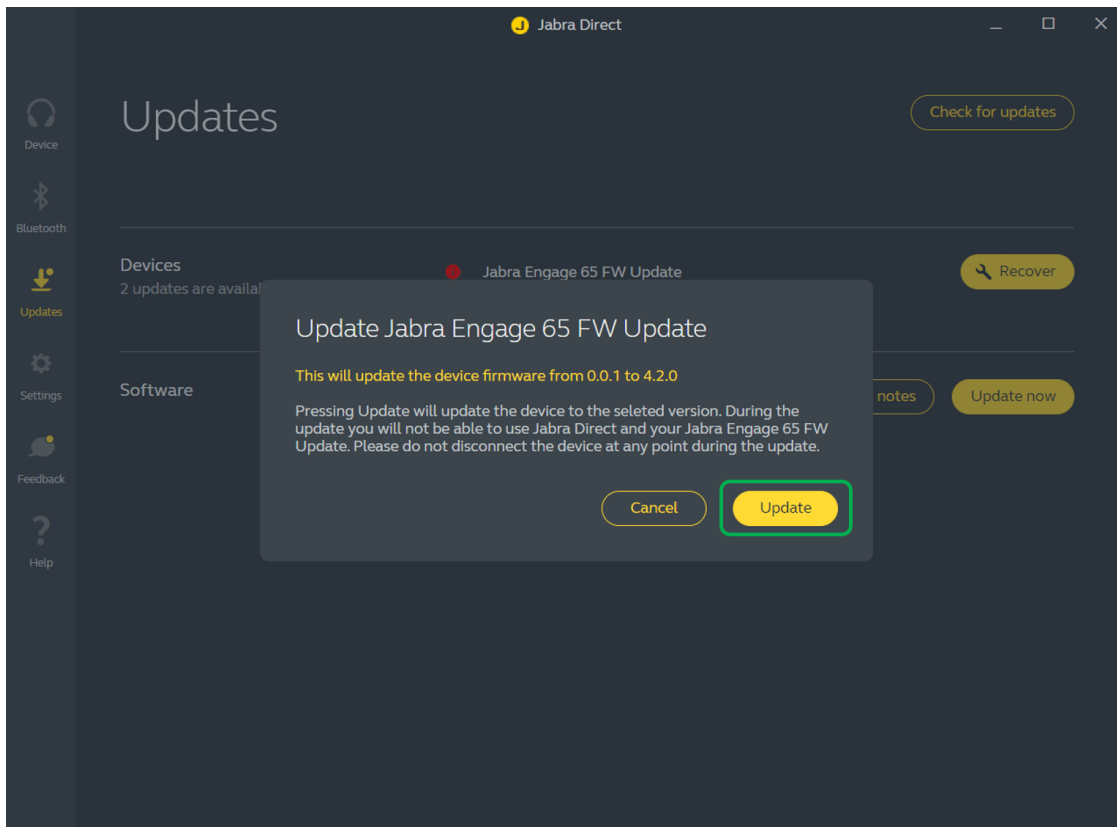 Jabra Direct
Updates
Check for updates
Device
Bluetooth
Updates
Settings
Feedback
Help
Devices
2 updates are availa
Jabra Engage 65 FW Update
Recover
Software
notes
Update now
Update Jabra Engage 65 FW Update
This will update the device firmware from 0.0.1 to 4.2.0
Pressing Update will update the device to the seleted version. During the
update you will not be able to use Jabra Direct and your Jabra Engage 65 FW
Update. Please do not disconnect the device at any point during the update.
Cancel
Update